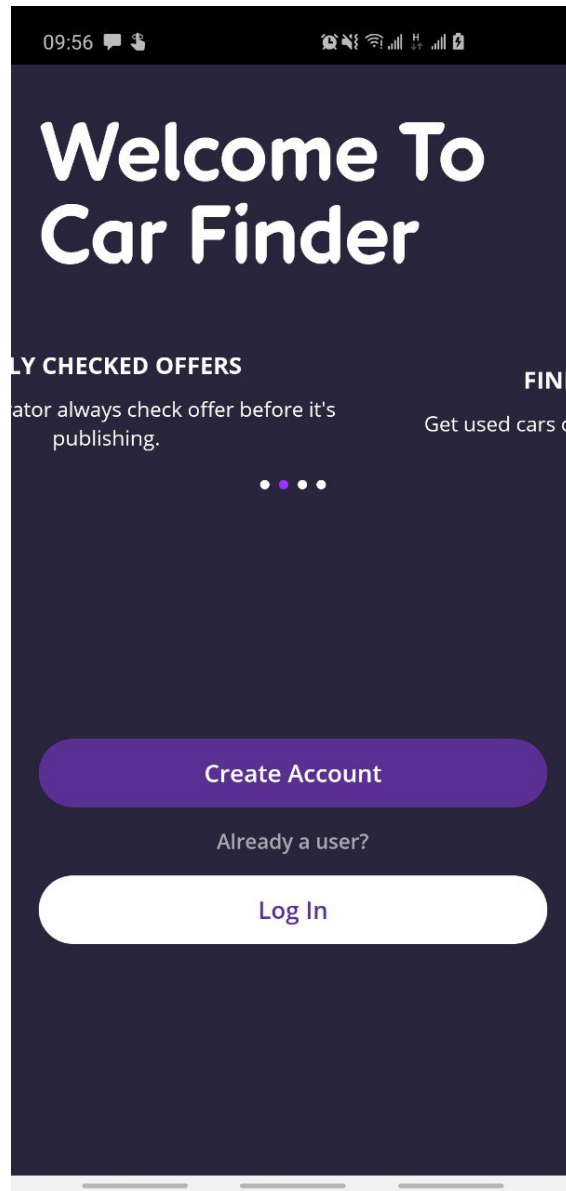 09:56
Welcome To
Car Finder
LY CHECKED OFFERS
ator always check offer before it's
publishing.
FIN
Get used cars
Create Account
Already a user?
Log In